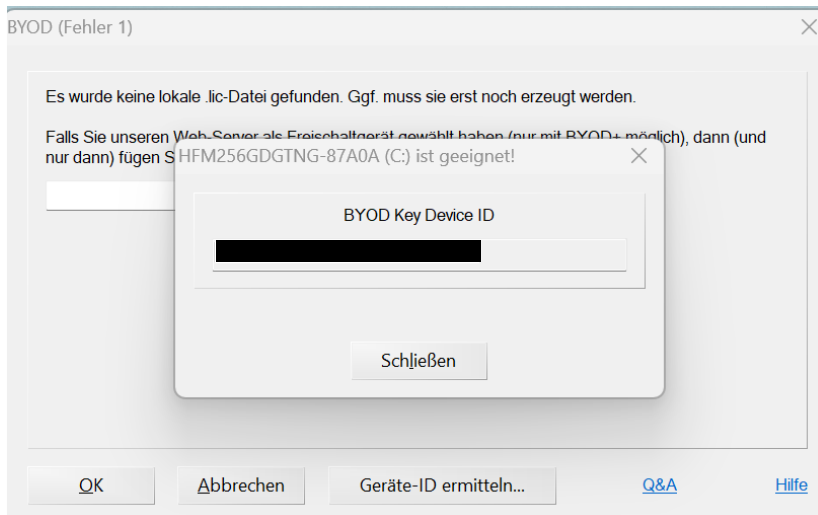 BYOD (Fehler 1)
Es wurde keine lokale .lic-Datei gefunden. Ggf. muss sie erst noch erzeugt werden.
Falls Sie unseren Web-Server als Freischaltgerät gewählt haben (nur mit BYOD+ möglich), dann (und
nur dann) fügen S
HFM256GDGTNG-87A0A (C:) ist geeignet!
BYOD Key Device ID
Schließen
OK
Abbrechen
Geräte-ID ermitteln...
Q&A
Hilfe